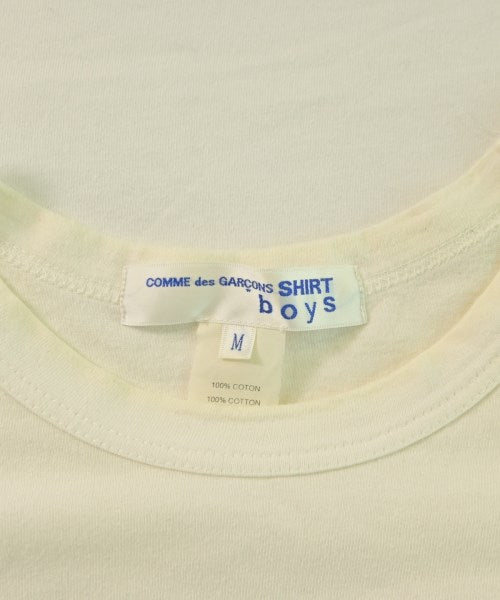 COMME des GARÇONS SHIRT
boys
M
100% COTON
100% COTTON